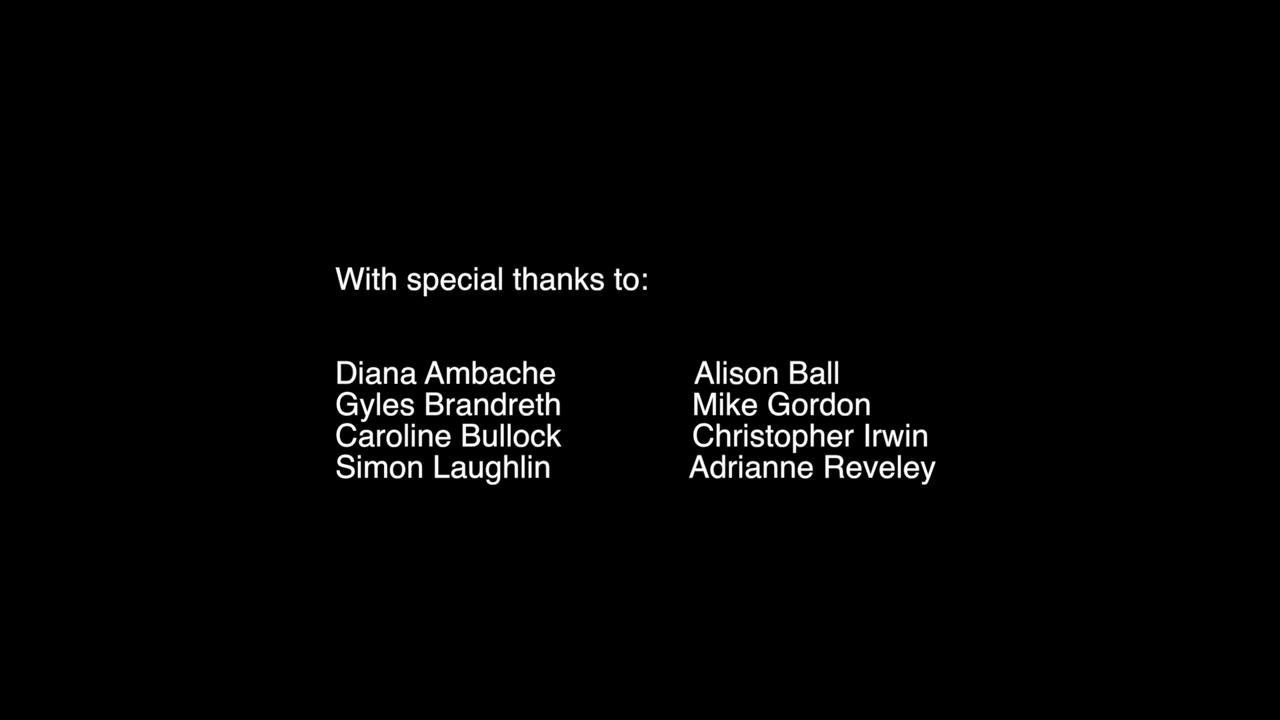 With special thanks to:
Diana Ambache Alison Ball
Gyles Brandreth Mike Gordon
Caroline Bullock Christopher Irwin
Simon Laughlin Adrianne Reveley